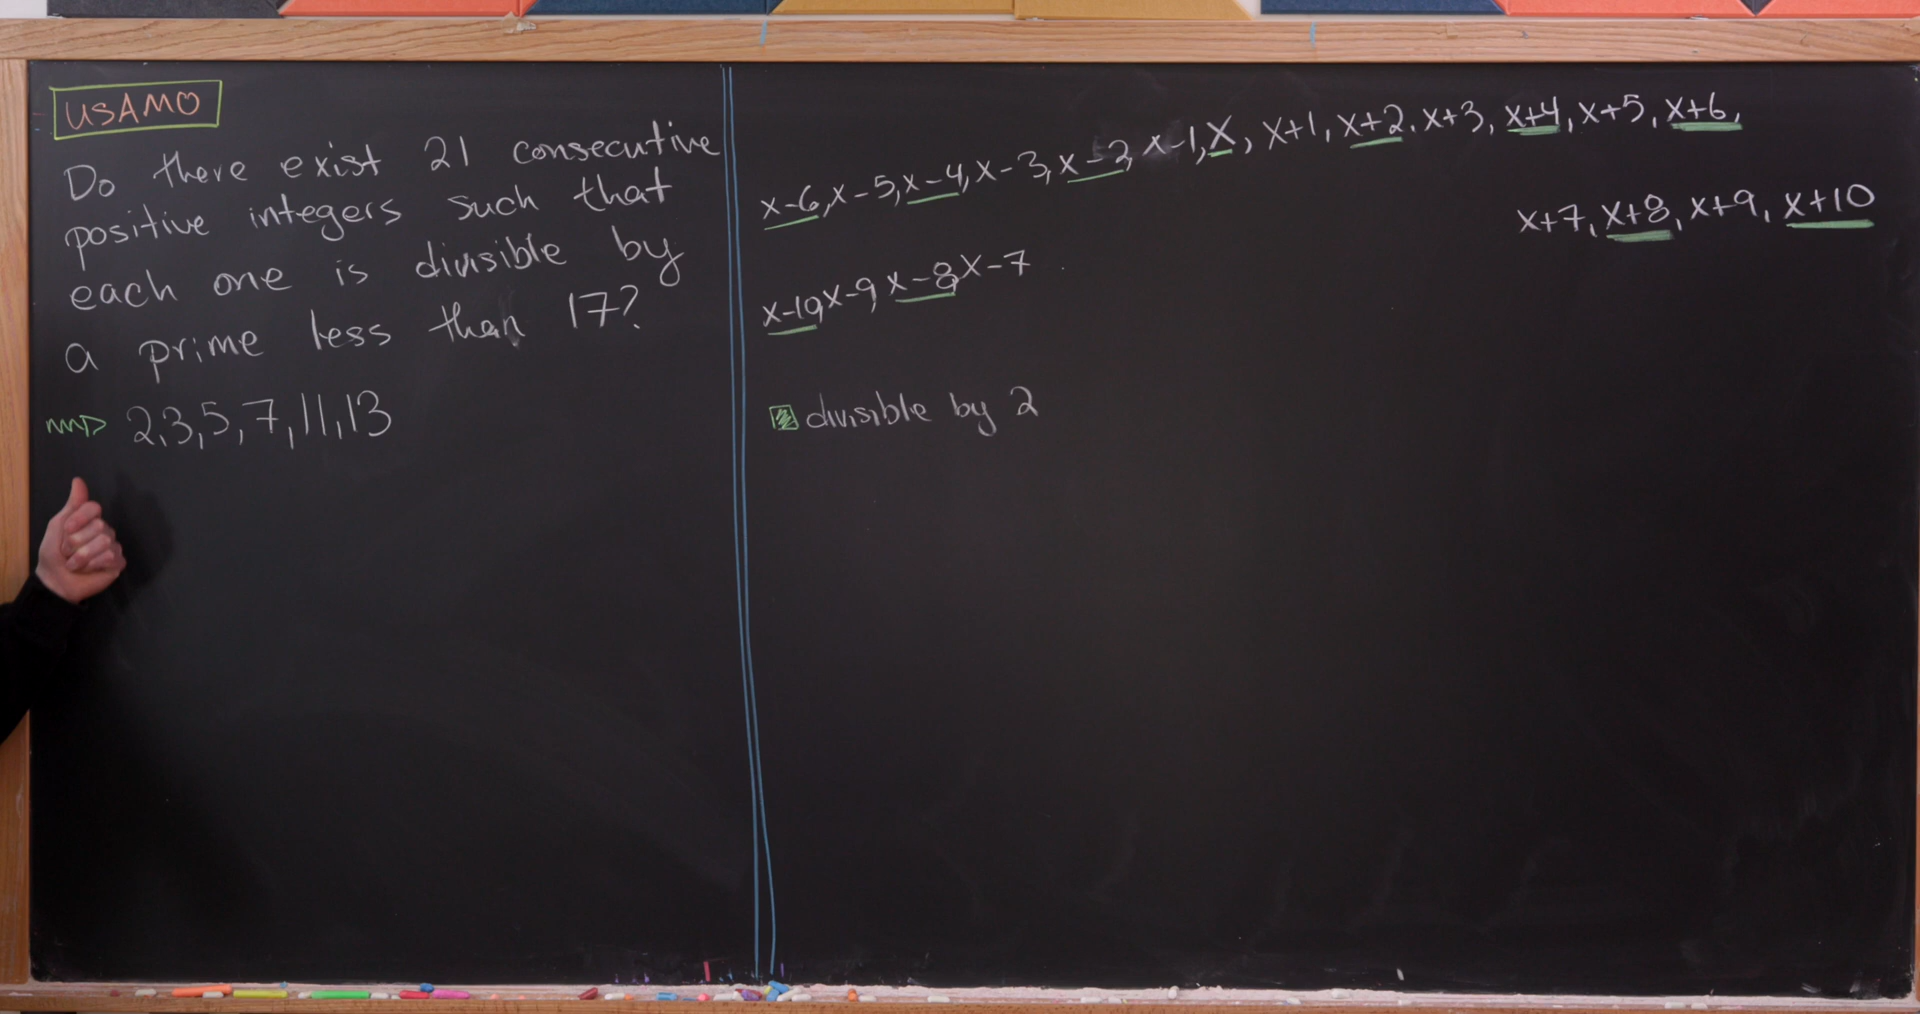 USAMO
Do there exist 21 consecutive
positive integers such that
each one is divisible by
a prime less than 17?
2,3,5,7,11,13
x-6,x-5,x-4,x-3,x-2,x-1,x, x+1,x+2,x+3,x+4,x+5,x+6,
x+7,x+8,x+9,x+10
x-10,x-9,x-8,x-7
divisible by 2